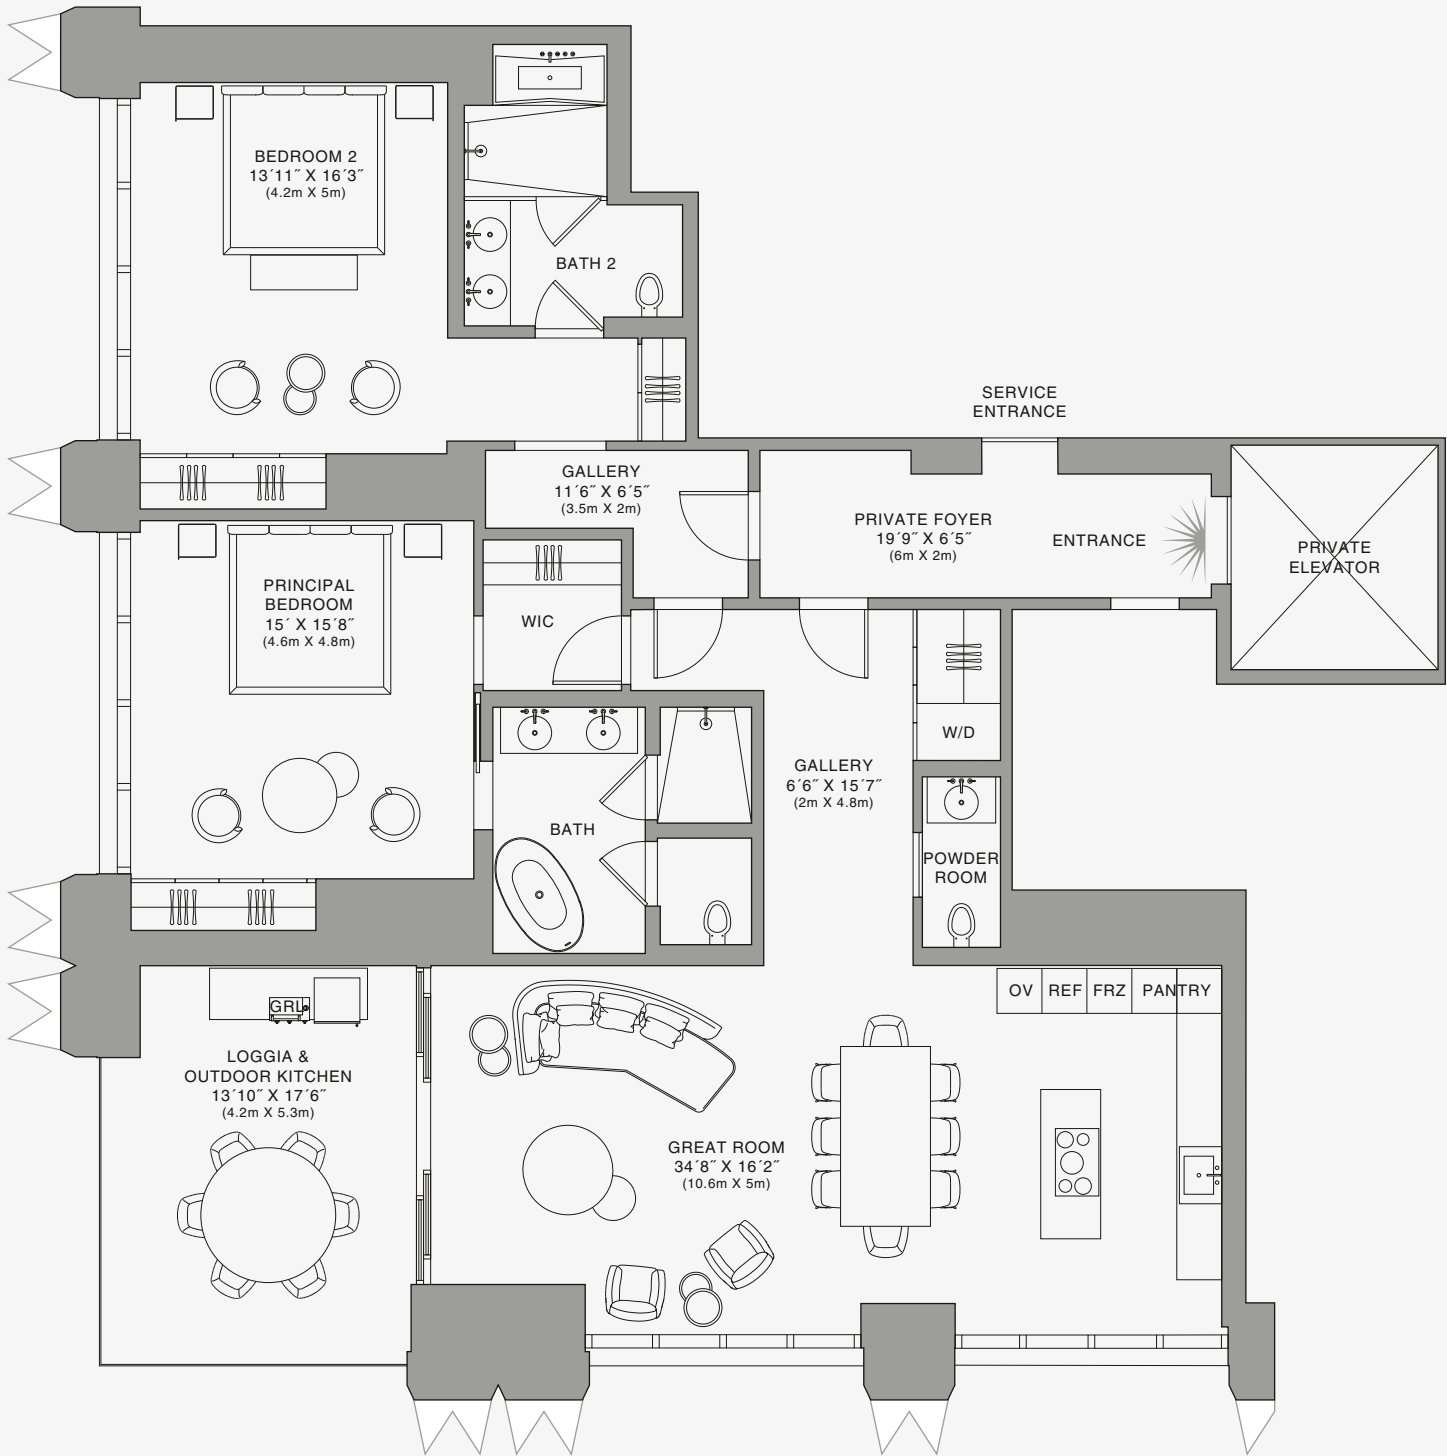 BEDROOM 2
13´11˝ X 16´3˝
(4.2m X 5m)
BATH 2
SERVICE
ENTRANCE
GALLERY
11´6˝ X 6´5˝
(3.5m X 2m)
PRIVATE FOYER
19´9˝ X 6´5˝
(6m X 2m)
ENTRANCE
PRIVATE
ELEVATOR
PRINCIPAL
BEDROOM
15´ X 15´8˝
(4.6m X 4.8m)
WIC
W/D
GALLERY
6´6˝ X 15´7˝
(2m X 4.8m)
BATH
POWDER
ROOM
GRL
OV
REF
FRZ
PANTRY
LOGGIA &
OUTDOOR KITCHEN
13´10˝ X 17´6˝
(4.2m X 5.3m)
GREAT ROOM
34´8˝ X 16´2˝
(10.6m X 5m)